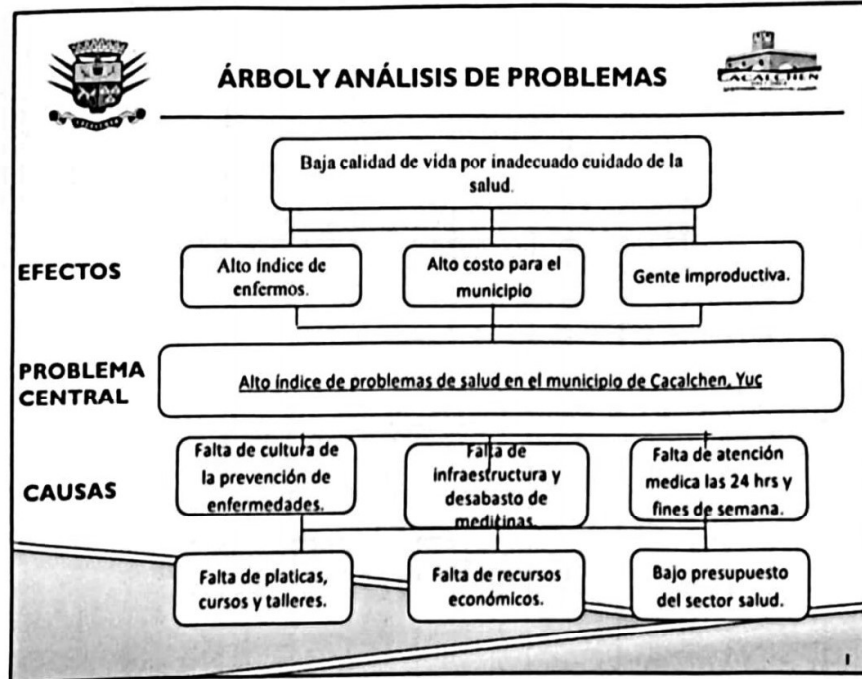 ÁRBOL Y ANÁLISIS DE PROBLEMAS
CACALCHEN
Baja calidad de vida por inadecuado cuidado de la
salud.
EFECTOS
Alto índice de
enfermos.
Alto costo para el
municipio
Gente improductiva.
PROBLEMA
CENTRAL
Alto índice de problemas de salud en el municipio de Cacalchen, Yuc
CAUSAS
Falta de cultura de
la prevención de
enfermedades.
Falta de
infraestructura y
desabasto de
medicinas.
Falta de atención
medica las 24 hrs y
fines de semana.
Falta de platicas,
cursos y talleres.
Falta de recursos
económicos.
Bajo presupuesto
del sector salud.
1